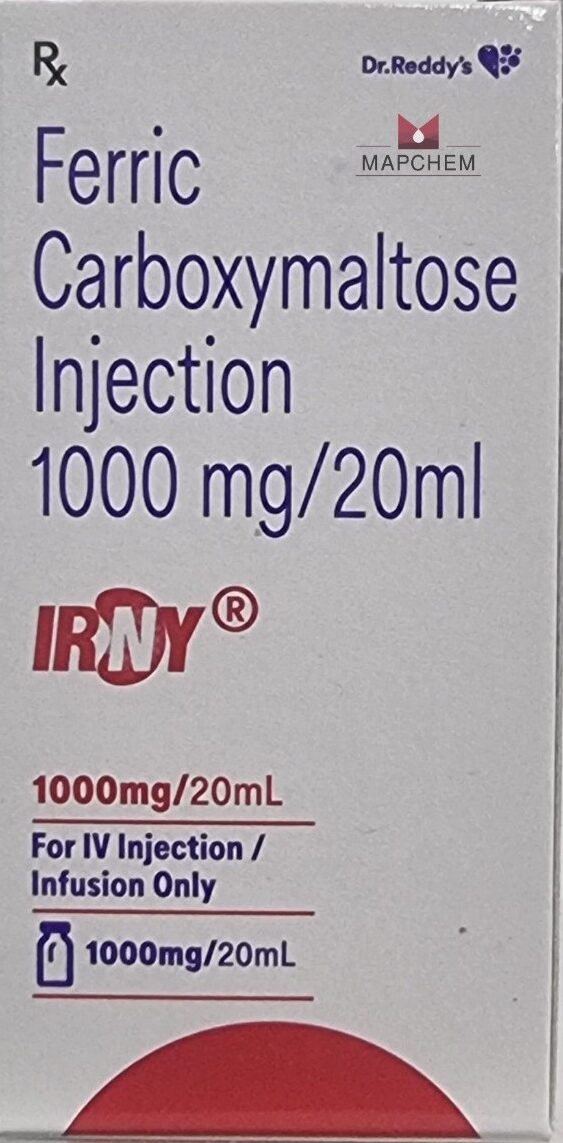 Rx
Dr.Reddy's
MAPCHEM
Ferric
Carboxymaltose
Injection
1000 mg/20ml
IRNY®
1000mg/20mL
For IV Injection /
Infusion Only
1000mg/20mL